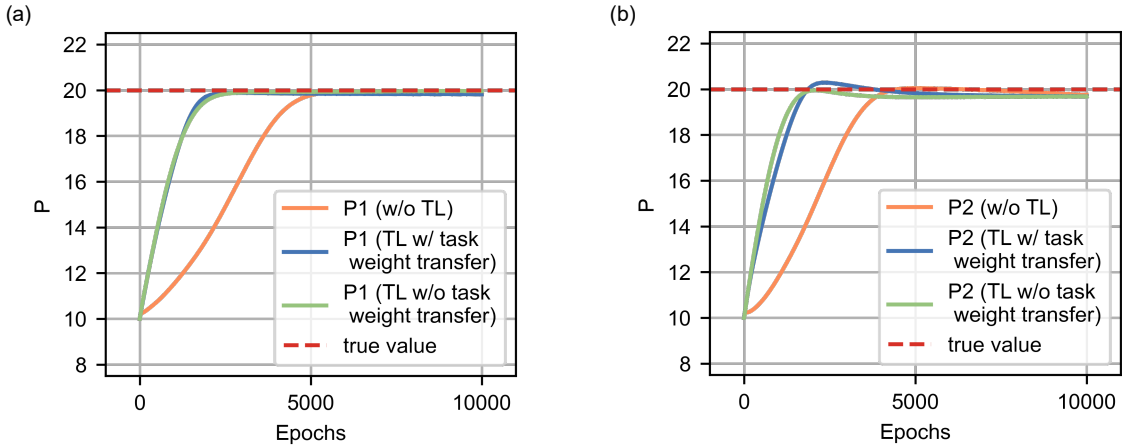 (a)
22
20
18
16
14
12
10
8
P
P1 (w/o TL)
P1 (TL w/ task
weight transfer)
P1 (TL w/o task
weight transfer)
true value
0
5000
10000
Epochs
(b)
22
20
18
16
14
12
10
8
P
P2 (w/o TL)
P2 (TL w/ task
weight transfer)
P2 (TL w/o task
weight transfer)
true value
0
5000
10000
Epochs